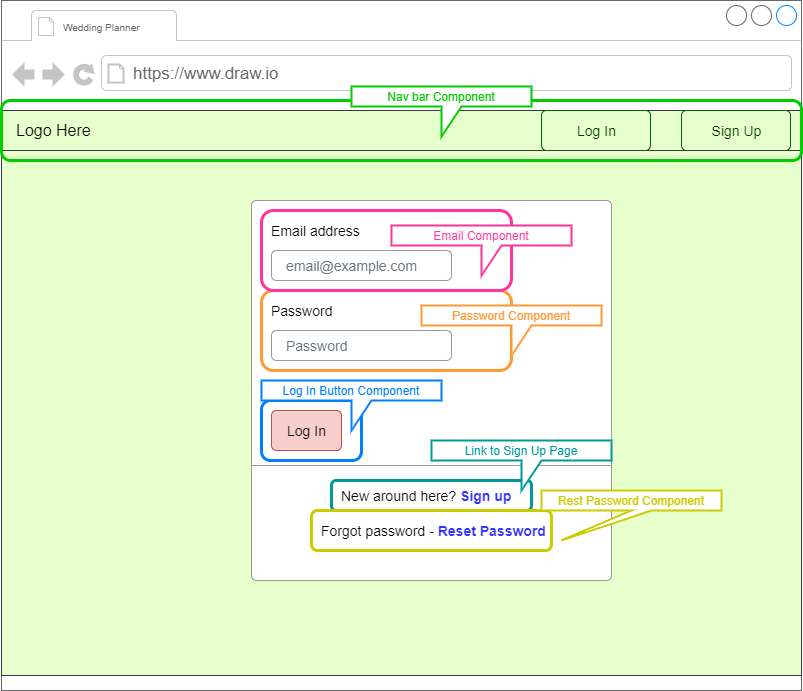 Wedding Planner
https://www.draw.io
Nav bar Component
Logo Here
Log In
Sign Up
Email address
Email Component
email@example.com
Password
Password Component
Password
Log In Button Component
Log In
Link to Sign Up Page
New around here? Sign up
Rest Password Component
Forgot password - Reset Password